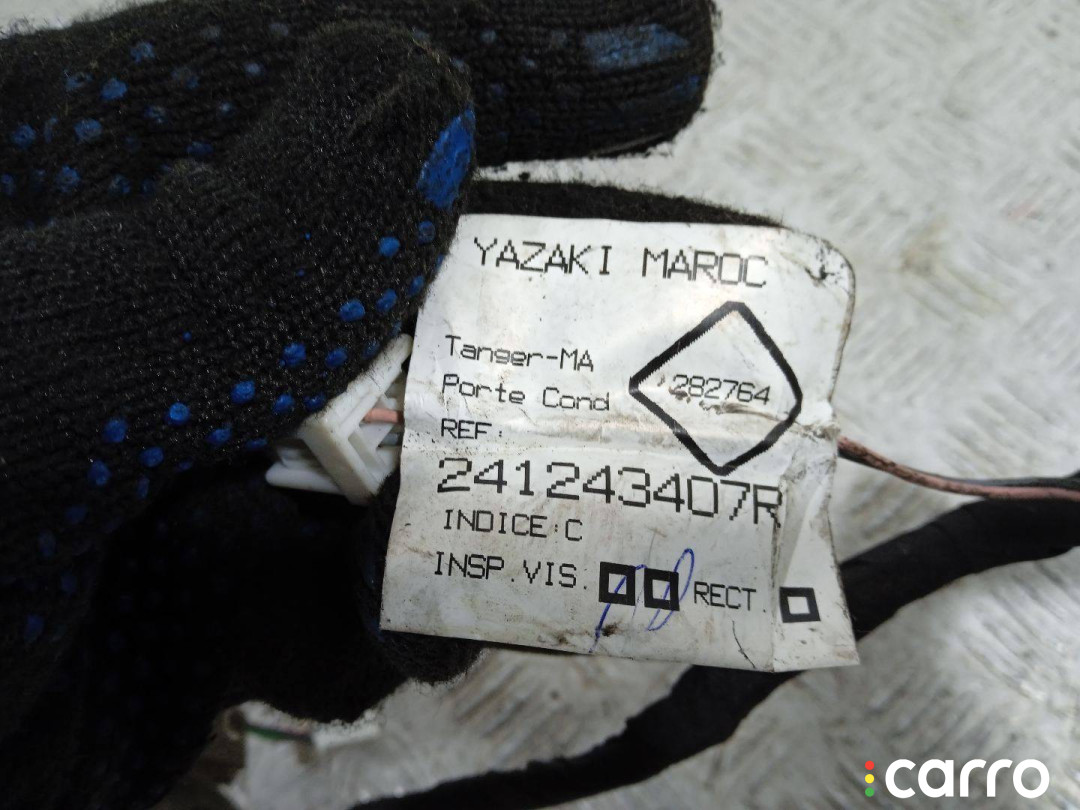 YAZAKI MAROC
Tanger-MA
282764
Porte Cond
REF:
241243407R
INDICE:C
INSP.VIS. RECT.
carro